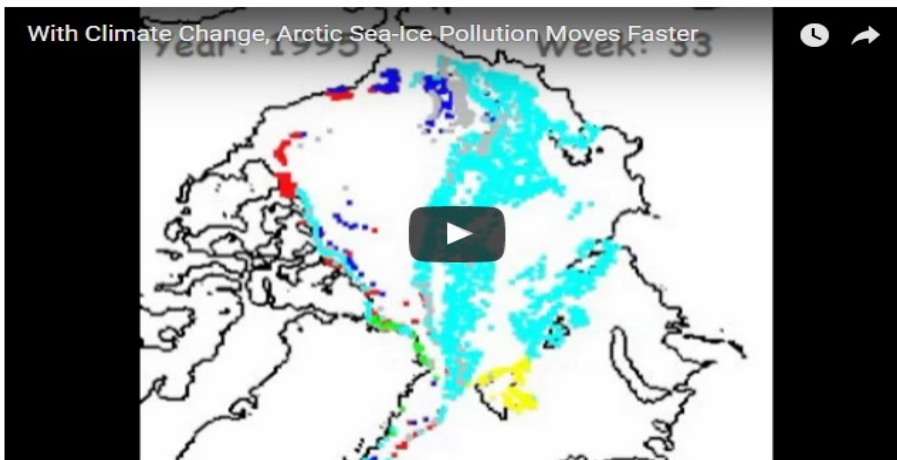 With Climate Change, Arctic Sea-Ice Pollution Moves Faster
Year: 1995 Week: 33